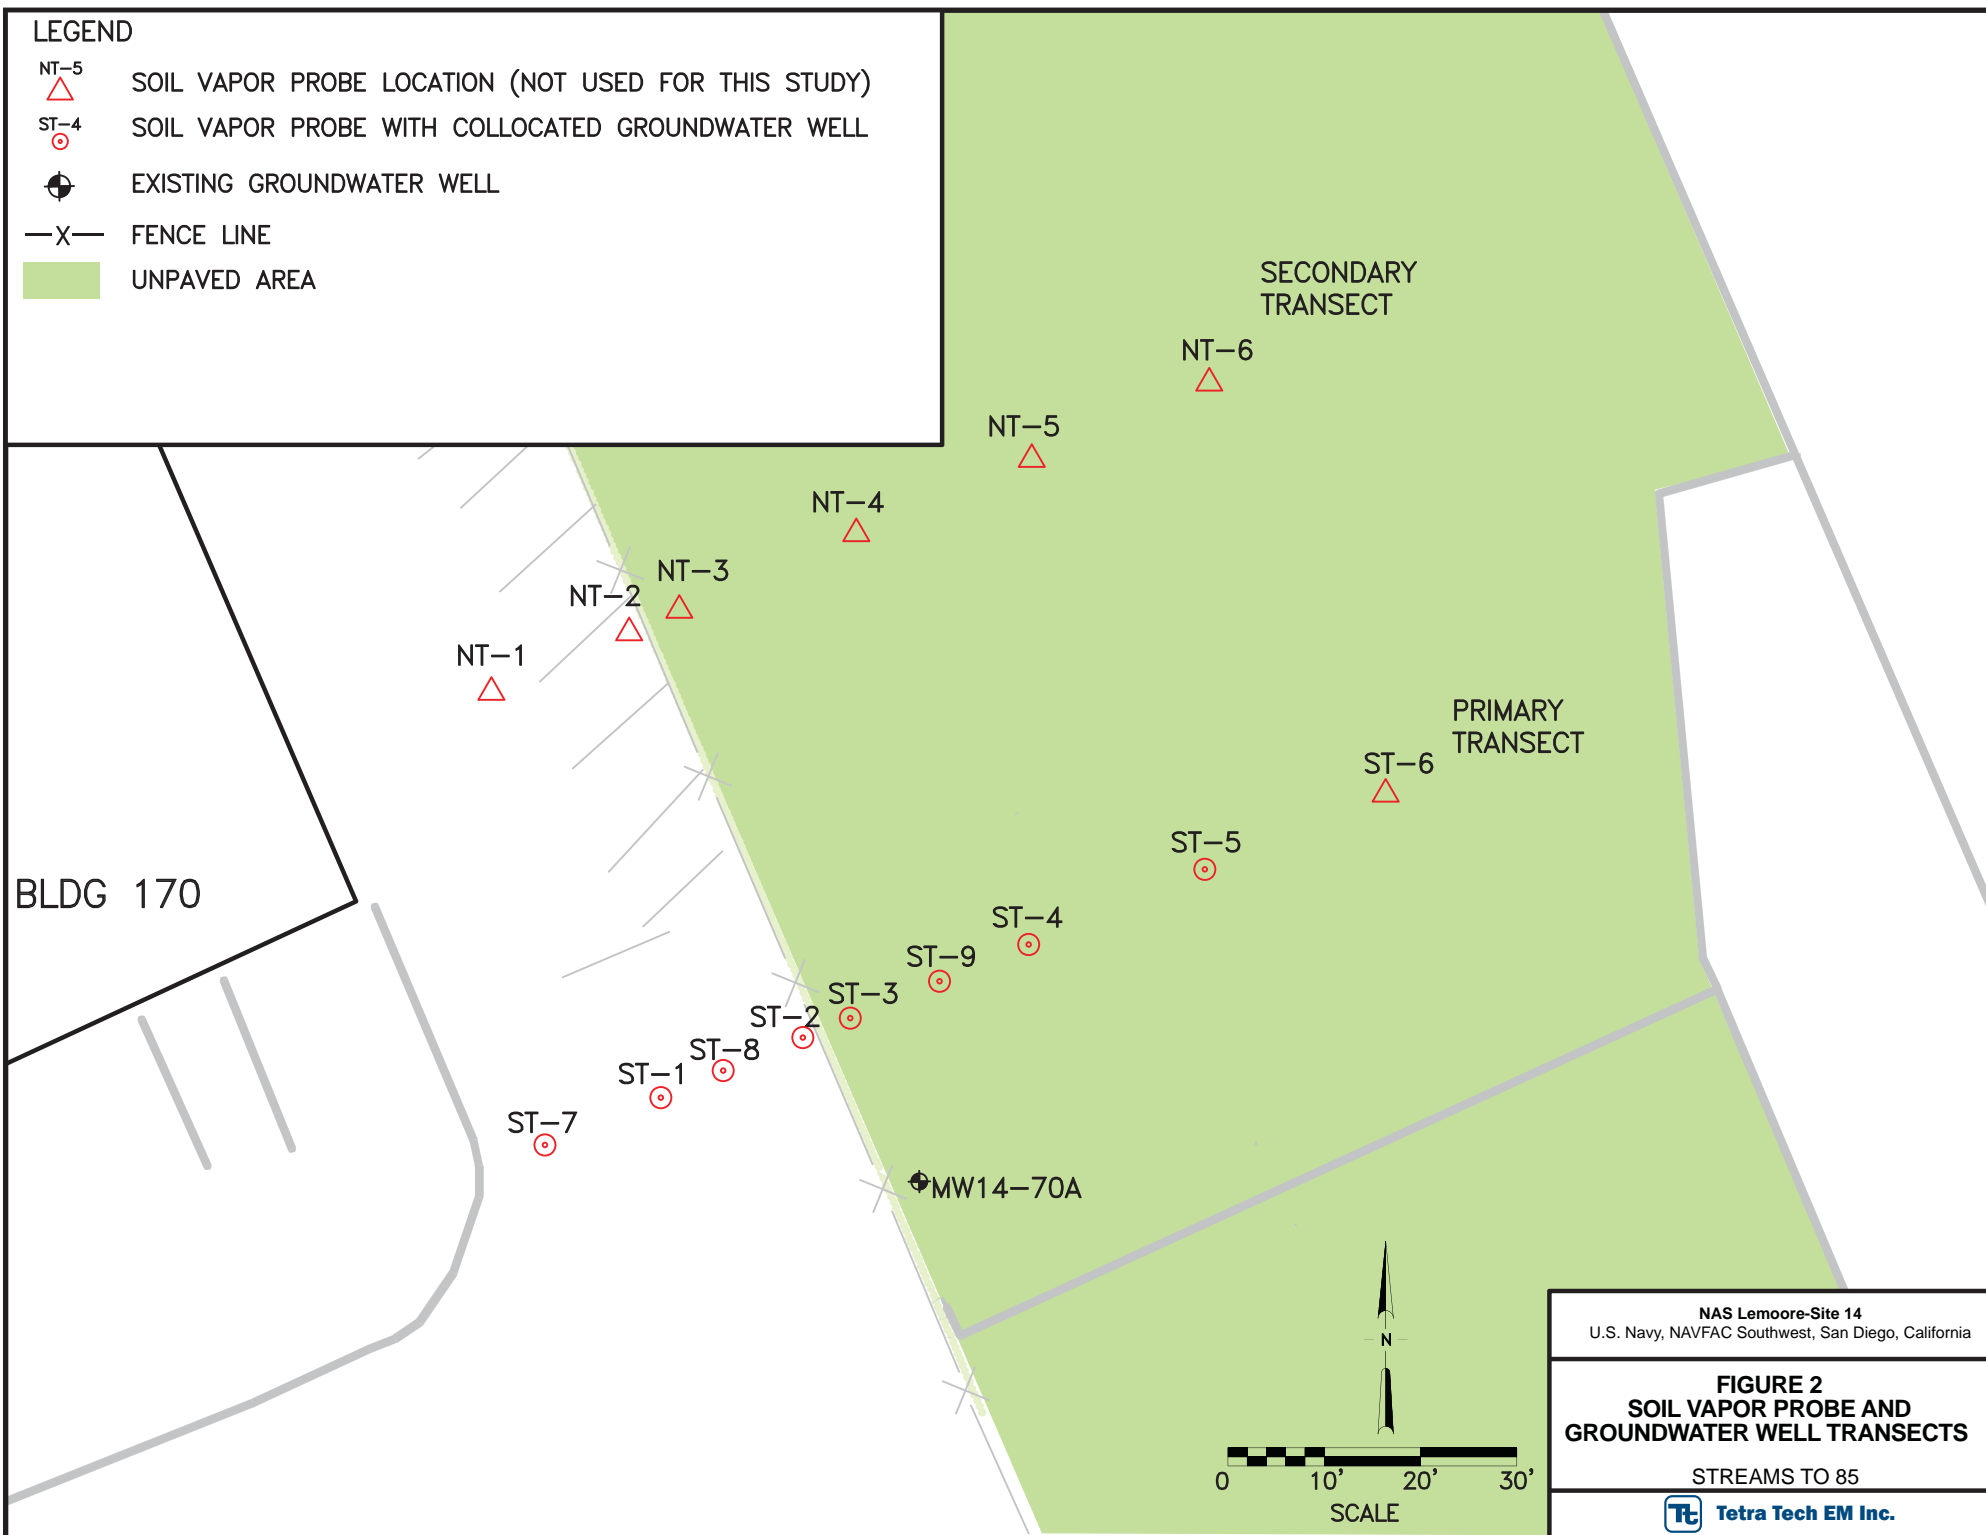 LEGEND
NT-5
SOIL VAPOR PROBE LOCATION (NOT USED FOR THIS STUDY)
ST-4
SOIL VAPOR PROBE WITH COLLOCATED GROUNDWATER WELL
EXISTING GROUNDWATER WELL
X
FENCE LINE
UNPAVED AREA
SECONDARY
TRANSECT
NT-6
NT-5
NT-4
NT-3
NT-2
NT-1
PRIMARY
TRANSECT
ST-6
ST-5
BLDG 170
ST-4
ST-9
ST-3
ST-2
ST-8
ST-1
ST-7
MW14-70A
N
0 10' 20' 30'
SCALE
NAS Lemoore-Site 14
U.S. Navy, NAVFAC Southwest, San Diego, California
FIGURE 2
SOIL VAPOR PROBE AND
GROUNDWATER WELL TRANSECTS
STREAMS TO 85
Tt Tetra Tech EM Inc.